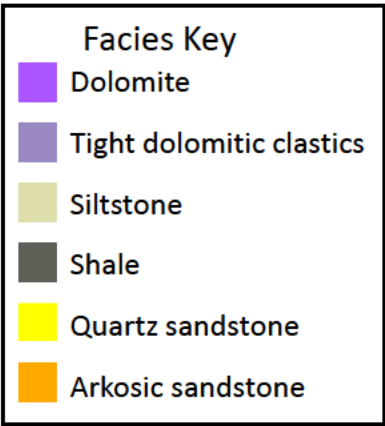 Facies Key
Dolomite
Tight dolomitic clastics
Siltstone
Shale
Quartz sandstone
Arkosic sandstone